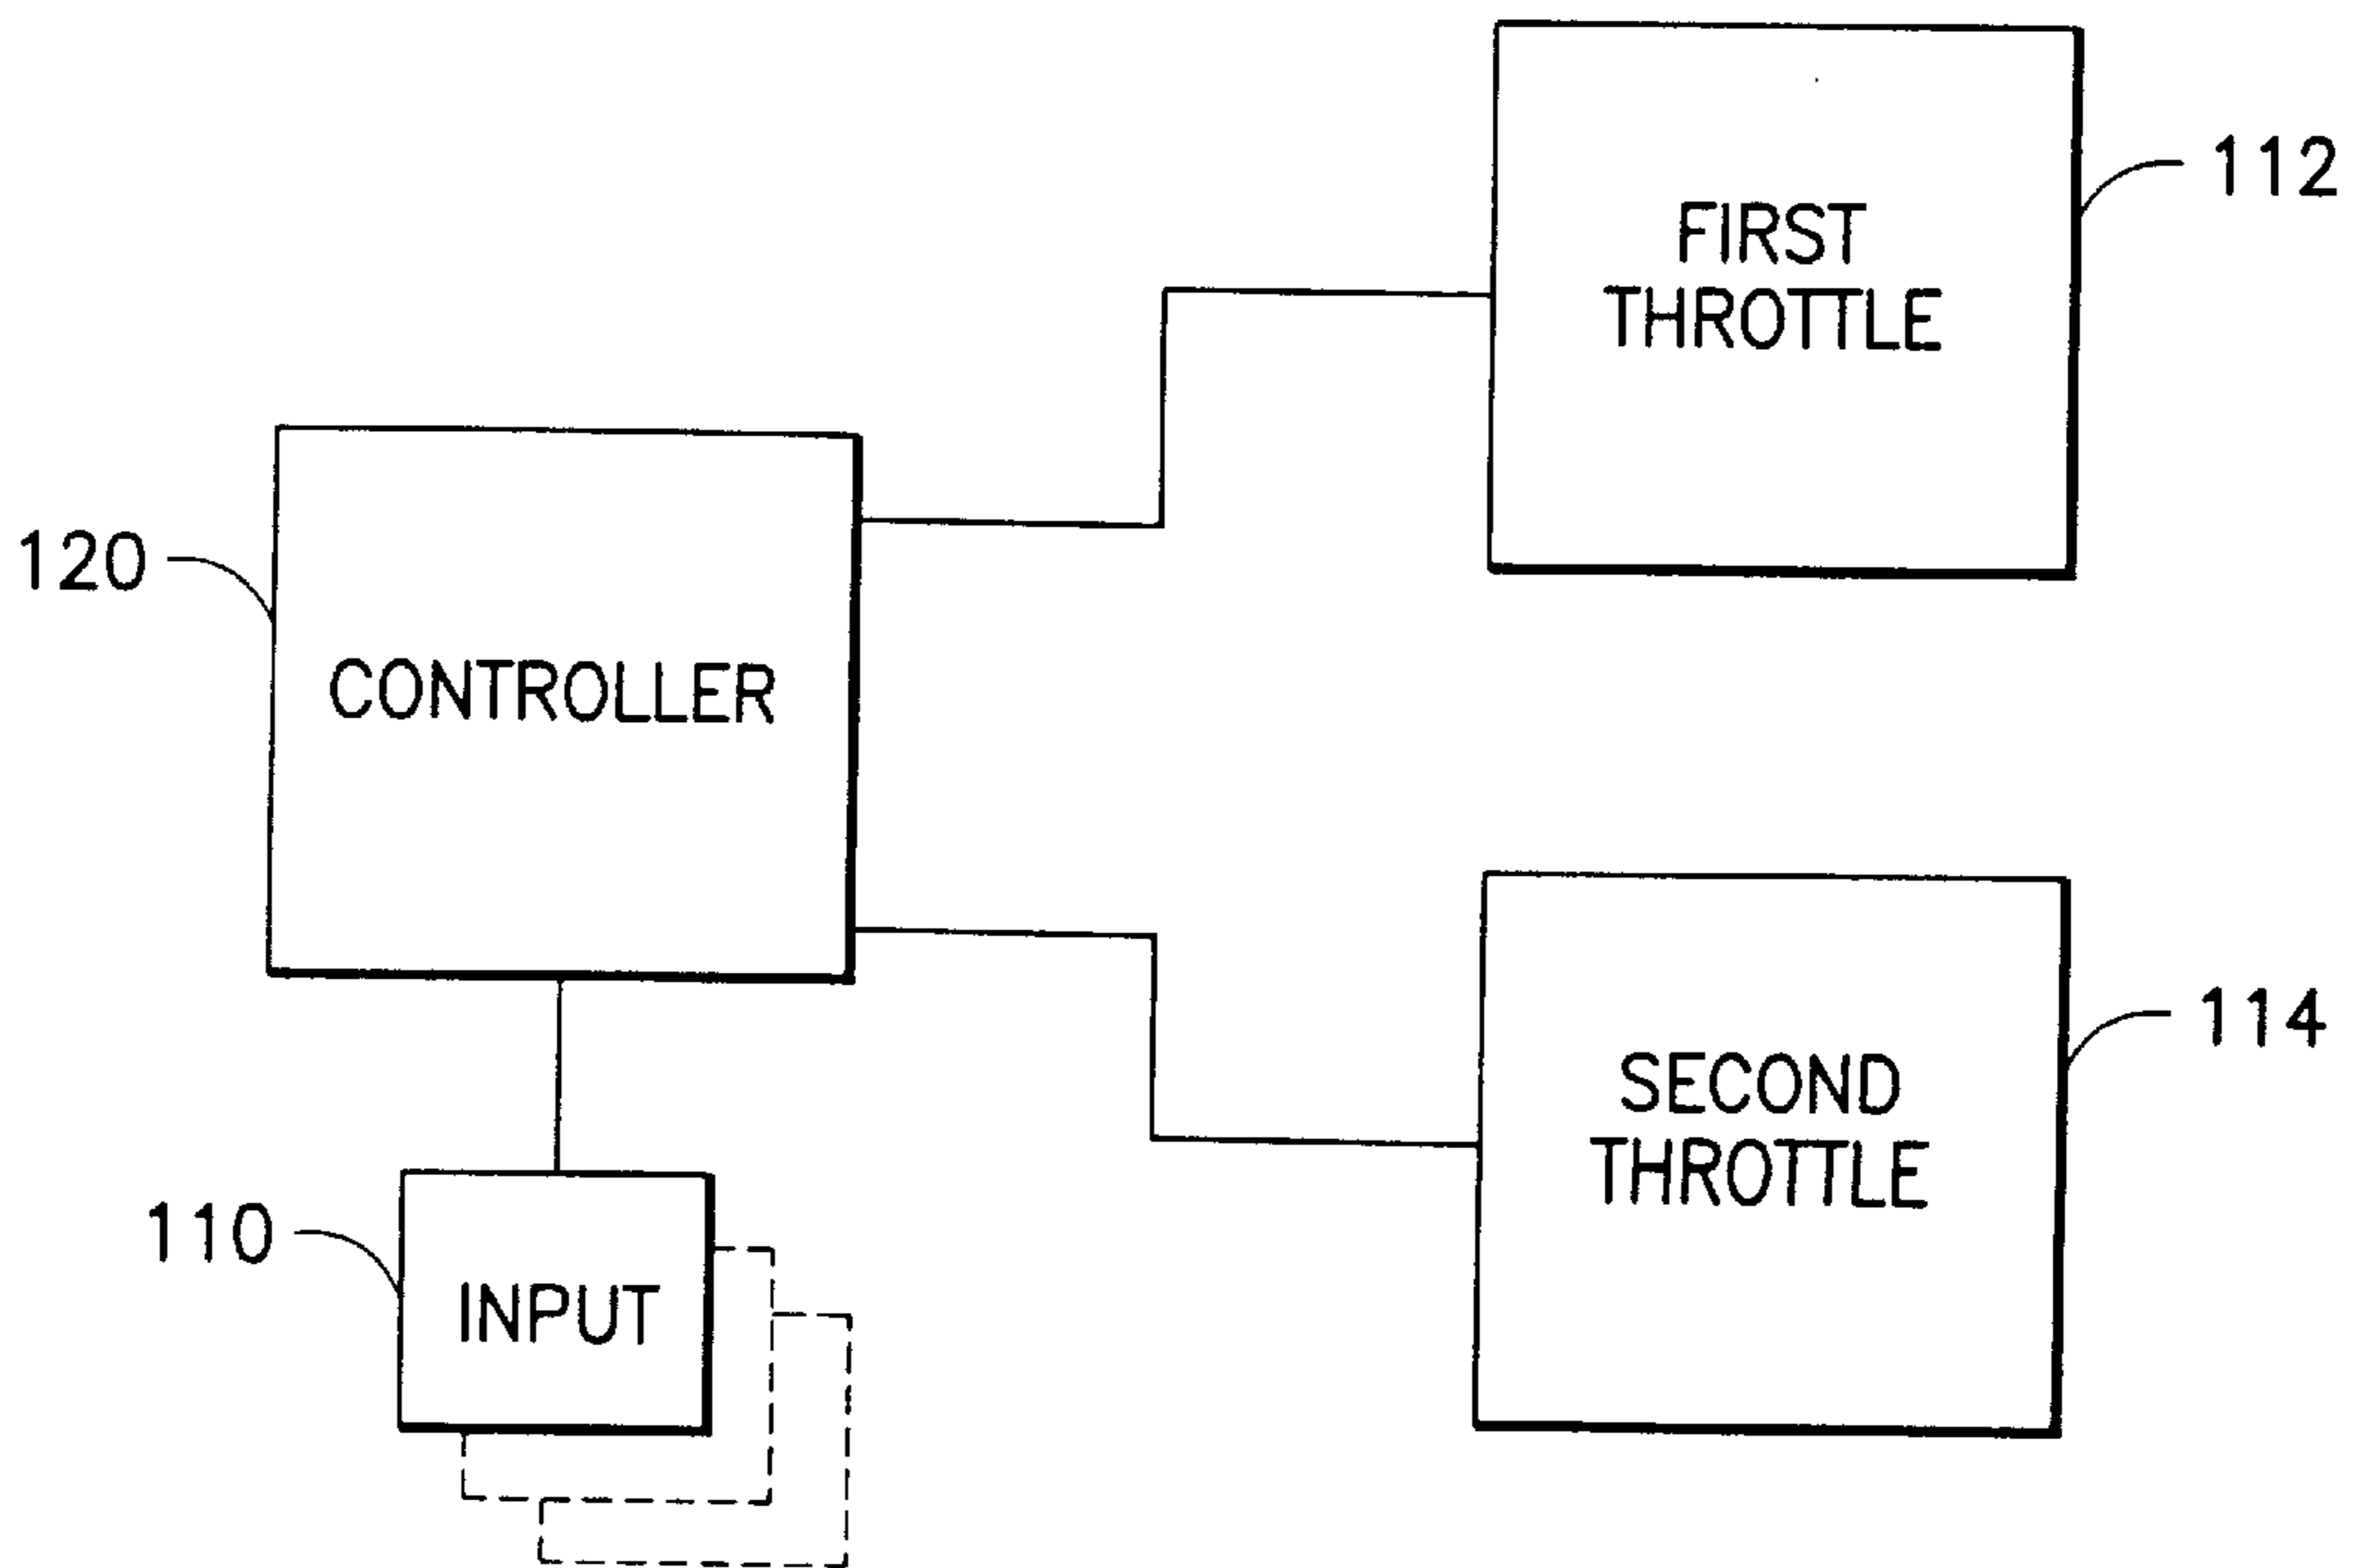 FIRST
THROTTLE
112
120
CONTROLLER
SECOND
THROTTLE
114
110
INPUT